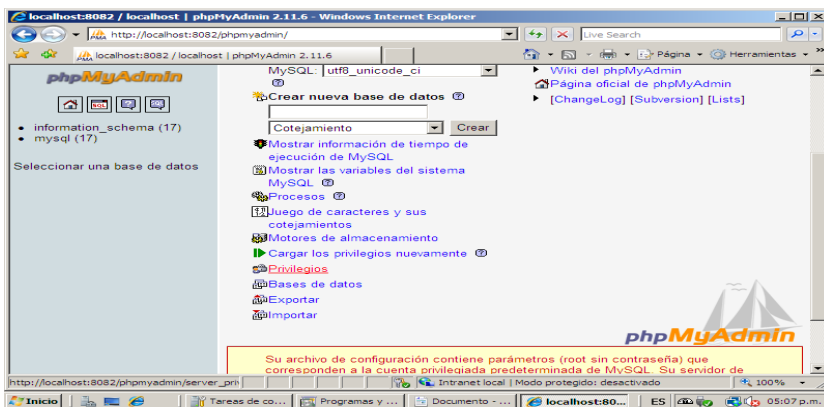 localhost:8082 / localhost | phpMyAdmin 2.11.6 - Windows Internet Explorer
http://localhost:8082/phpmyadmin/
Live Search
localhost:8082 / localhost | phpMyAdmin 2.11.6
Página
Herramientas
phpMyAdmin
SQL
information_schema (17)
mysql (17)
Seleccionar una base de datos
MySQL: utf8_unicode_ci
Crear nueva base de datos
Cotejamiento
Crear
Mostrar información de tiempo de
ejecución de MySQL
Mostrar las variables del sistema
MySQL
Procesos
Juego de caracteres y sus
cotejamientos
Motores de almacenamiento
Cargar los privilegios nuevamente
Privilegios
Bases de datos
Exportar
Importar
Wiki del phpMyAdmin
Página oficial de phpMyAdmin
[ChangeLog] [Subversion] [Lists]
phpMyAdmin
Su archivo de configuración contiene parámetros (root sin contraseña) que
corresponden a la cuenta privilegiada predeterminada de MySQL. Su servidor de
http://localhost:8082/phpmyadmin/server_priv
Intranet local | Modo protegido: desactivado
100%
Inicio
Tareas de co...
Programas y ...
Documento - ...
localhost:80...
ES
05:07 p.m.